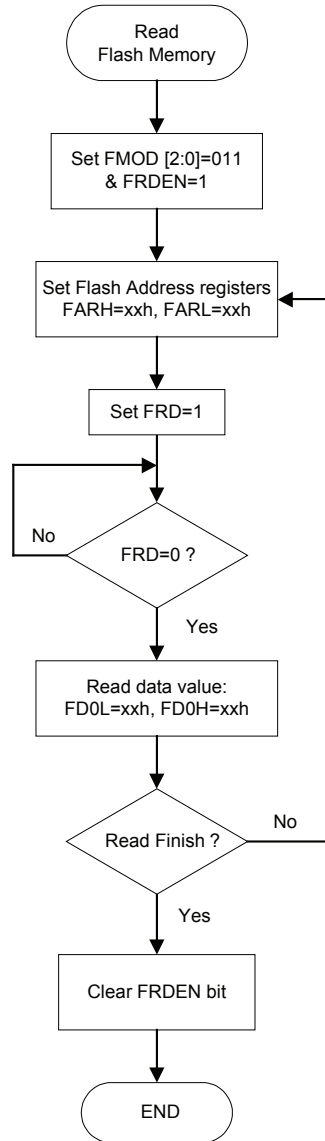 Read
Flash Memory
Set FMOD [2:0]=011
& FRDEN=1
Set Flash Address registers
FARH=xxh, FARL=xxh
Set FRD=1
No
FRD=0 ?
Yes
Read data value:
FD0L=xxh, FD0H=xxh
No
Read Finish ?
Yes
Clear FRDEN bit
END